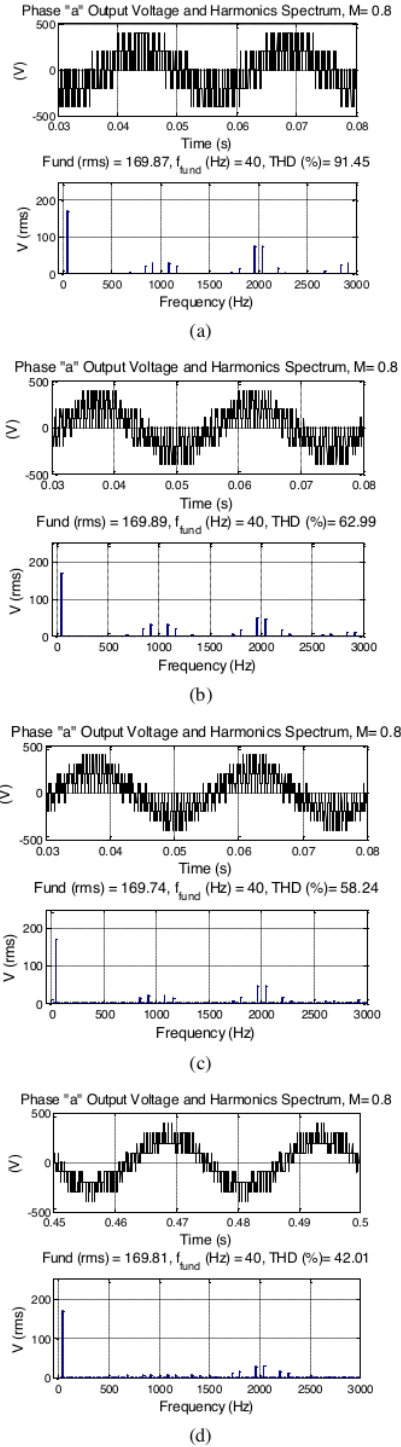 Phase "a" Output Voltage and Harmonics Spectrum, M= 0.8
500
0
-500
(V)
0.03 0.04 0.05 0.06 0.07 0.08
Time (s)
Fund (rms) = 169.87, f_fund (Hz) = 40, THD (%)= 91.45
200
100
0
V (rms)
0 500 1000 1500 2000 2500 3000
Frequency (Hz)
(a)
Phase "a" Output Voltage and Harmonics Spectrum, M= 0.8
500
0
-500
(V)
0.03 0.04 0.05 0.06 0.07 0.08
Time (s)
Fund (rms) = 169.89, f_fund (Hz) = 40, THD (%)= 62.99
200
100
0
V (rms)
0 500 1000 1500 2000 2500 3000
Frequency (Hz)
(b)
Phase "a" Output Voltage and Harmonics Spectrum, M= 0.8
500
0
-500
(V)
0.03 0.04 0.05 0.06 0.07 0.08
Time (s)
Fund (rms) = 169.74, f_fund (Hz) = 40, THD (%)= 58.24
200
100
0
V (rms)
0 500 1000 1500 2000 2500 3000
Frequency (Hz)
(c)
Phase "a" Output Voltage and Harmonics Spectrum, M= 0.8
500
0
-500
(V)
0.45 0.46 0.47 0.48 0.49 0.5
Time (s)
Fund (rms) = 169.81, f_fund (Hz) = 40, THD (%)= 42.01
200
100
0
V (rms)
0 500 1000 1500 2000 2500 3000
Frequency (Hz)
(d)